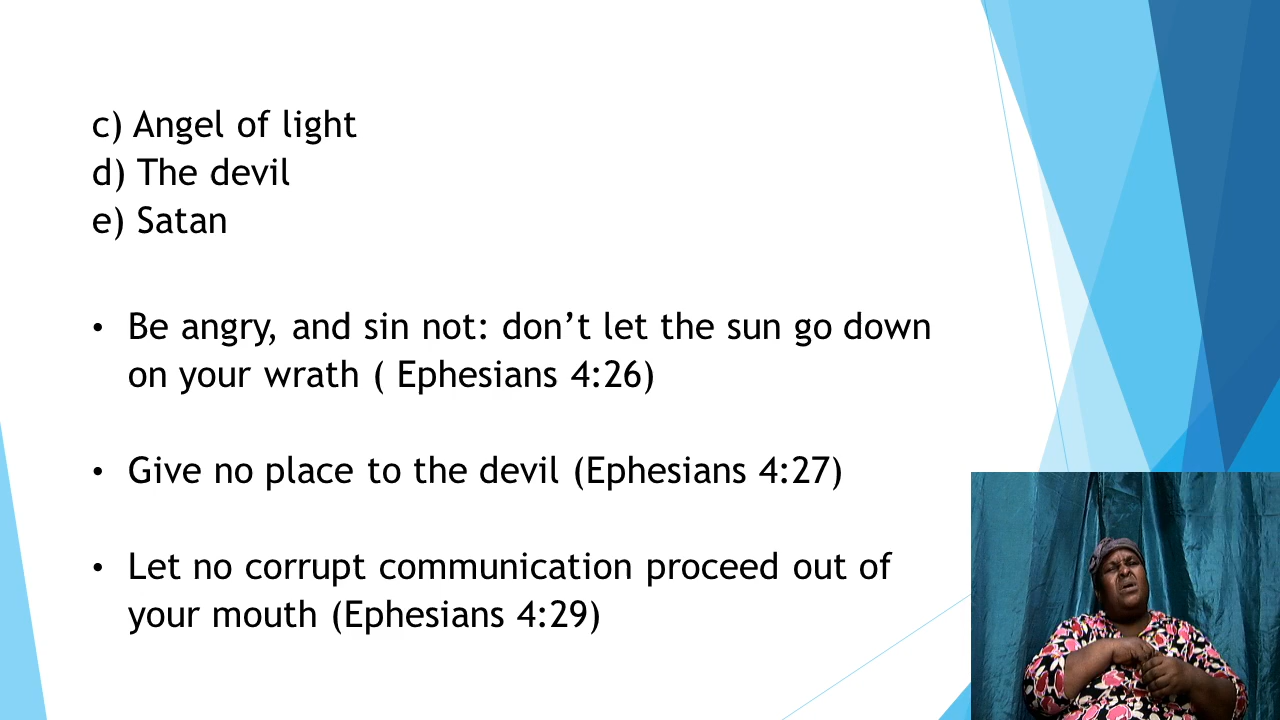 c) Angel of light
d) The devil
e) Satan
• Be angry, and sin not: don’t let the sun go down
on your wrath ( Ephesians 4:26)
• Give no place to the devil (Ephesians 4:27)
• Let no corrupt communication proceed out of
your mouth (Ephesians 4:29)